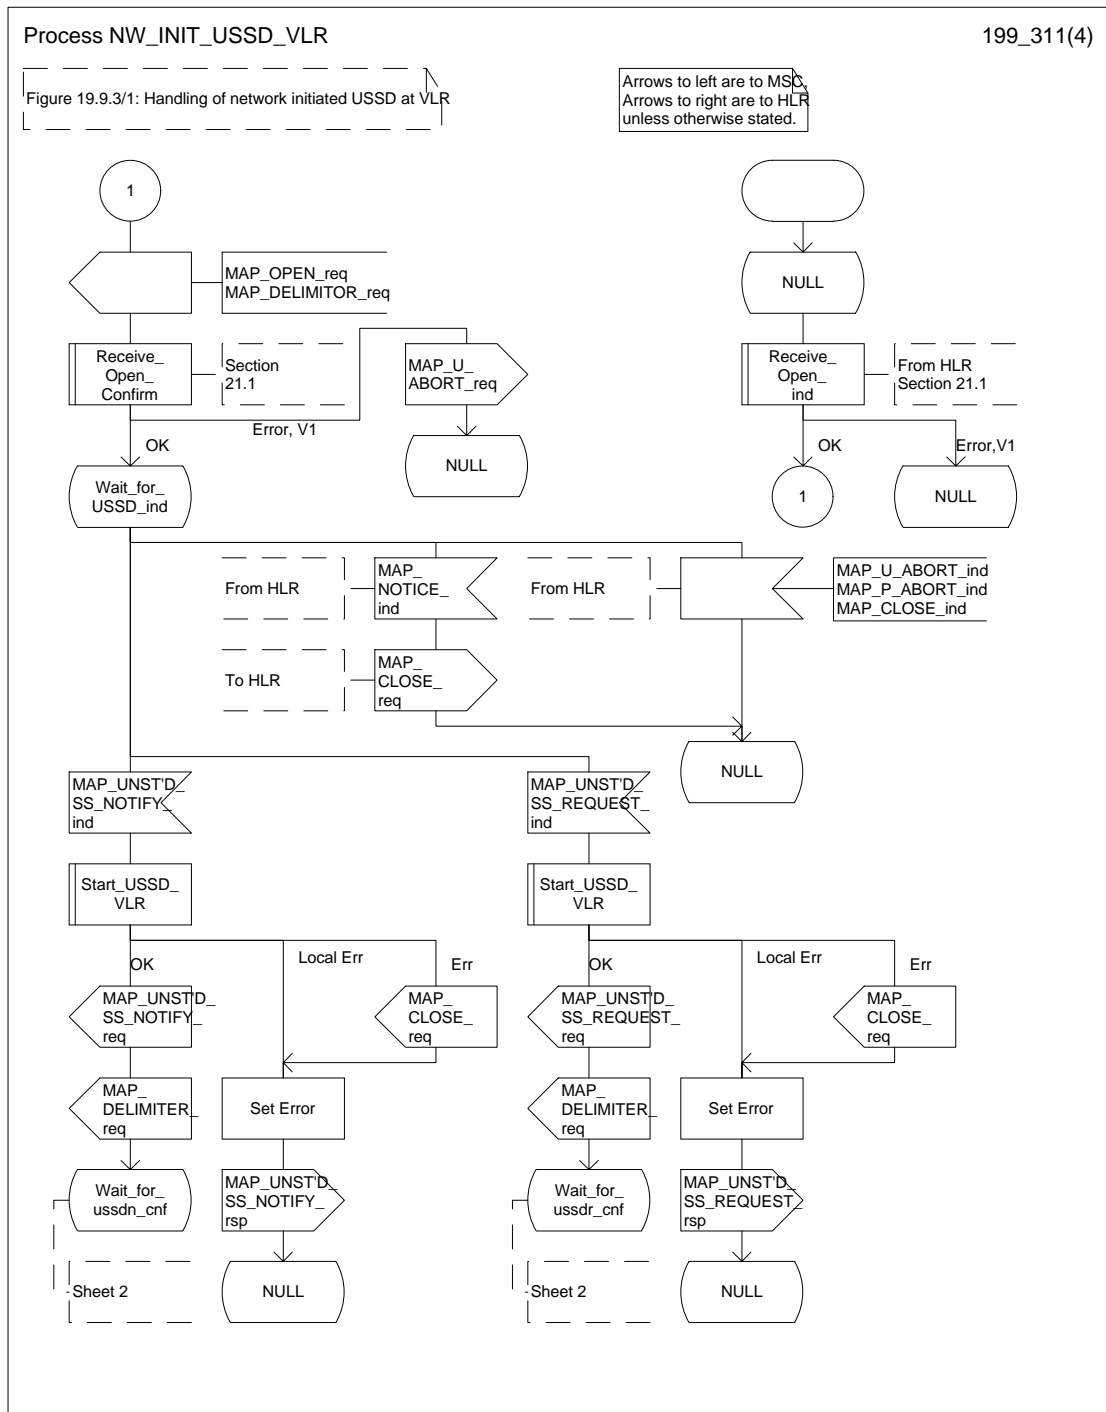 Process NW_INIT_USSD_VLR
199_311(4)
Figure 19.9.3/1: Handling of network initiated USSD at VLR
Arrows to left are to MSC,
Arrows to right are to HLR
unless otherwise stated.
1
MAP_OPEN_req
MAP_DELIMITOR_req
NULL
Receive_
Open_
Confirm
Section
21.1
MAP_U_
ABORT_req
Receive_
Open_
ind
From HLR
Section 21.1
Error, V1
OK
NULL
OK
Error,V1
Wait_for_
USSD_ind
1
NULL
From HLR
MAP_
NOTICE_
ind
From HLR
MAP_U_ABORT_ind
MAP_P_ABORT_ind
MAP_CLOSE_ind
To HLR
MAP_
CLOSE_
req
NULL
MAP_UNST'D_
SS_NOTIFY_
ind
MAP_UNST'D_
SS_REQUEST_
ind
Start_USSD_
VLR
Start_USSD_
VLR
OK
Local Err
Err
OK
Local Err
Err
MAP_UNST'D_
SS_NOTIFY_
req
MAP_
CLOSE_
req
MAP_UNST'D_
SS_REQUEST_
req
MAP_
CLOSE_
req
MAP_
DELIMITER_
req
Set Error
MAP_
DELIMITER_
req
Set Error
Wait_for_
ussdn_cnf
MAP_UNST'D_
SS_NOTIFY_
rsp
Wait_for_
ussdr_cnf
MAP_UNST'D_
SS_REQUEST_
rsp
Sheet 2
NULL
Sheet 2
NULL